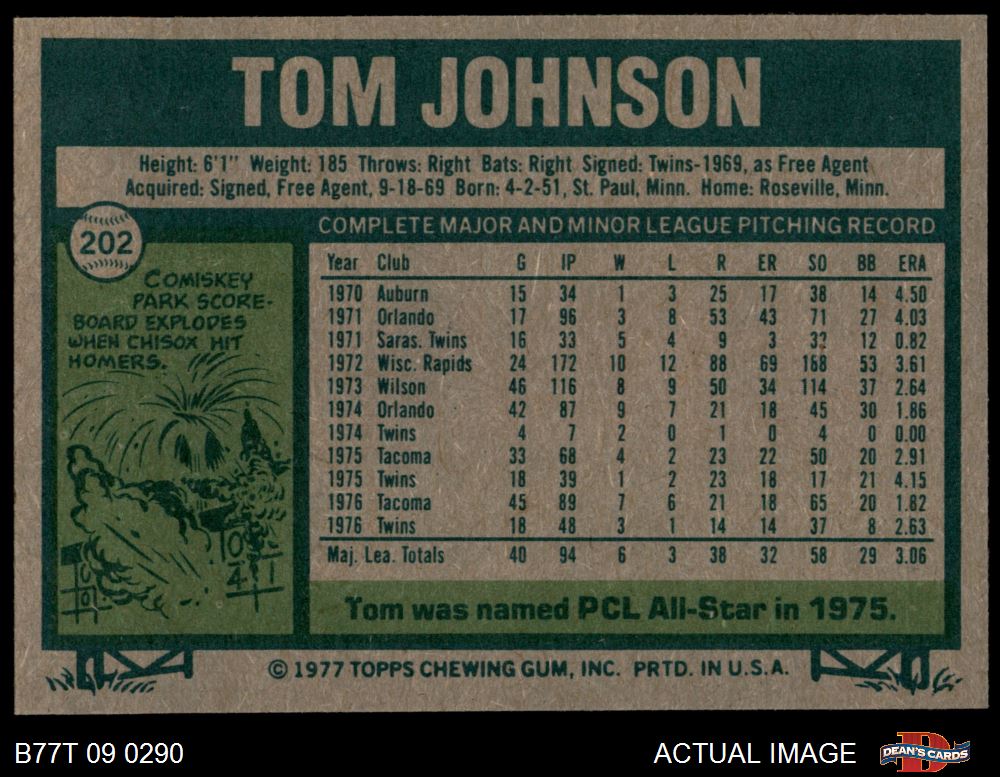 TOM JOHNSON
Height: 6'1" Weight: 185 Throws: Right Bats: Right Signed: Twins-1969, as Free Agent
Acquired: Signed, Free Agent, 9-18-69 Born: 4-2-51, St. Paul, Minn. Home: Roseville, Minn.
202
COMISKEY
PARK SCORE-
BOARD EXPLODES
WHEN CHISOX HIT
HOMERS.
COMPLETE MAJOR AND MINOR LEAGUE PITCHING RECORD
Year Club G IP W L R ER SO BB ERA
1970 Auburn 15 34 1 3 25 17 38 14 4.50
1971 Orlando 17 96 3 8 53 43 71 27 4.03
1971 Saras. Twins 16 33 5 4 9 3 32 12 0.82
1972 Wisc. Rapids 24 172 10 12 88 69 168 53 3.61
1973 Wilson 46 116 8 9 50 34 114 37 2.64
1974 Orlando 42 87 9 7 21 18 45 30 1.86
1974 Twins 4 7 2 0 1 0 4 0 0.00
1975 Tacoma 33 68 4 2 23 22 50 20 2.91
1975 Twins 18 39 1 2 23 18 17 21 4.15
1976 Tacoma 45 89 7 6 21 18 65 20 1.82
1976 Twins 18 48 3 1 14 14 37 8 2.63
Maj. Lea. Totals 40 94 6 3 38 32 58 29 3.06
Tom was named PCL All-Star in 1975.
© 1977 TOPPS CHEWING GUM, INC. PRTD. IN U.S.A.
B77T 09 0290
ACTUAL IMAGE
DEAN'S CARDS